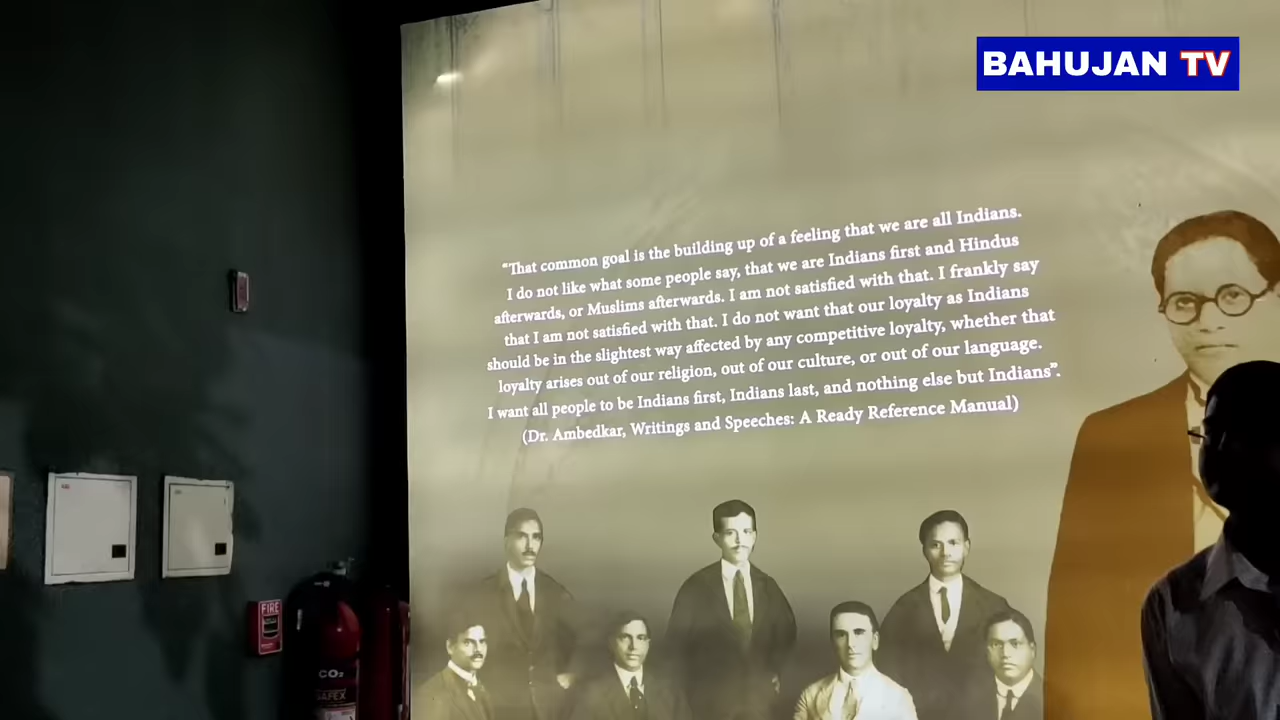 BAHUJAN TV
“That common goal is the building up of a feeling that we are all Indians.
I do not like what some people say, that we are Indians first and Hindus
afterwards, or Muslims afterwards. I am not satisfied with that. I frankly say
that I am not satisfied with that. I do not want that our loyalty as Indians
should be in the slightest way affected by any competitive loyalty, whether that
loyalty arises out of our religion, out of our culture, or out of our language.
I want all people to be Indians first, Indians last, and nothing else but Indians”.
(Dr. Ambedkar, Writings and Speeches: A Ready Reference Manual)
FIRE
CO₂